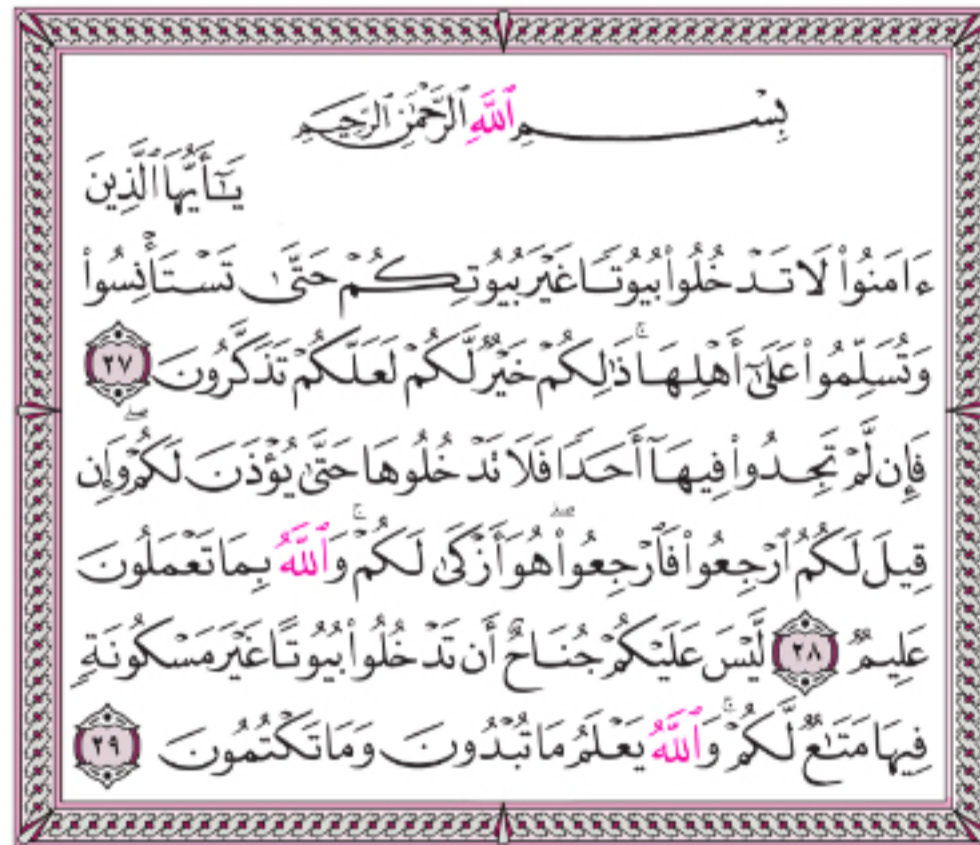 بِسْمِ ٱللَّهِ ٱلرَّحْمَٰنِ ٱلرَّحِيمِ
يَٰٓأَيُّهَا ٱلَّذِينَ
ءَامَنُوا۟ لَا تَدْخُلُوا۟ بُيُوتًا غَيْرَ بُيُوتِكُمْ حَتَّىٰ تَسْتَأْنِسُوا۟
وَتُسَلِّمُوا۟ عَلَىٰٓ أَهْلِهَا ۚ ذَٰلِكُمْ خَيْرٌ لَّكُمْ لَعَلَّكُمْ تَذَكَّرُونَ ٢٧
فَإِن لَّمْ تَجِدُوا۟ فِيهَآ أَحَدًا فَلَا تَدْخُلُوهَا حَتَّىٰ يُؤْذَنَ لَكُمْ ۖ وَإِن
قِيلَ لَكُمُ ٱرْجِعُوا۟ فَٱرْجِعُوا۟ ۖ هُوَ أَزْكَىٰ لَكُمْ ۚ وَٱللَّهُ بِمَا تَعْمَلُونَ
عَلِيمٌ ٢٨ لَّيْسَ عَلَيْكُمْ جُنَاحٌ أَن تَدْخُلُوا۟ بُيُوتًا غَيْرَ مَسْكُونَةٍ
فِيهَا مَتَٰعٌ لَّكُمْ ۚ وَٱللَّهُ يَعْلَمُ مَا تُبْدُونَ وَمَا تَكْتُمُونَ ٢٩